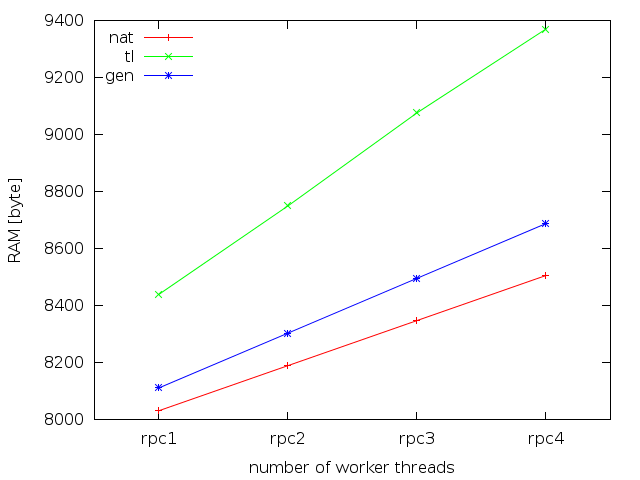 9400
9200
9000
8800
8600
8400
8200
8000
RAM [byte]
nat
tl
gen
rpc1 rpc2 rpc3 rpc4
number of worker threads